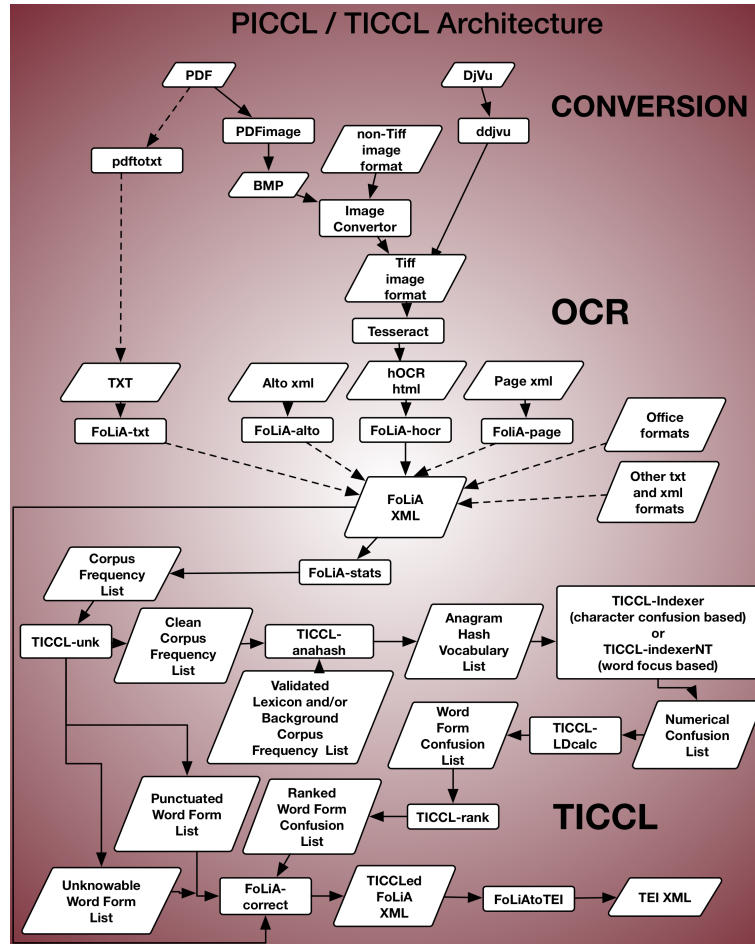 PICCL / TICCL Architecture
PDF
DjVu
CONVERSION
PDFimage
non-Tiff
image
format
ddjvu
pdftotxt
BMP
Image
Convertor
Tiff
image
format
OCR
Tesseract
TXT
Alto xml
hOCR
html
Page xml
FoLiA-txt
FoLiA-alto
FoLiA-hocr
FoliA-page
Office
formats
FoLiA
XML
Other txt
and xml
formats
Corpus
Frequency
List
FoLiA-stats
TICCL-unk
Clean
Corpus
Frequency
List
TICCL-
anahash
Anagram
Hash
Vocabulary
List
TICCL-Indexer
(character confusion based)
or
TICCL-indexerNT
(word focus based)
Validated
Lexicon and/or
Background
Corpus
Frequency List
Word
Form
Confusion
List
TICCL-
LDcalc
Numerical
Confusion
List
Punctuated
Word Form
List
Ranked
Word Form
Confusion
List
TICCL-rank
TICCL
Unknowable
Word Form
List
FoLiA-
correct
TICCLed
FoLiA
XML
FoLiAtoTEI
TEI XML